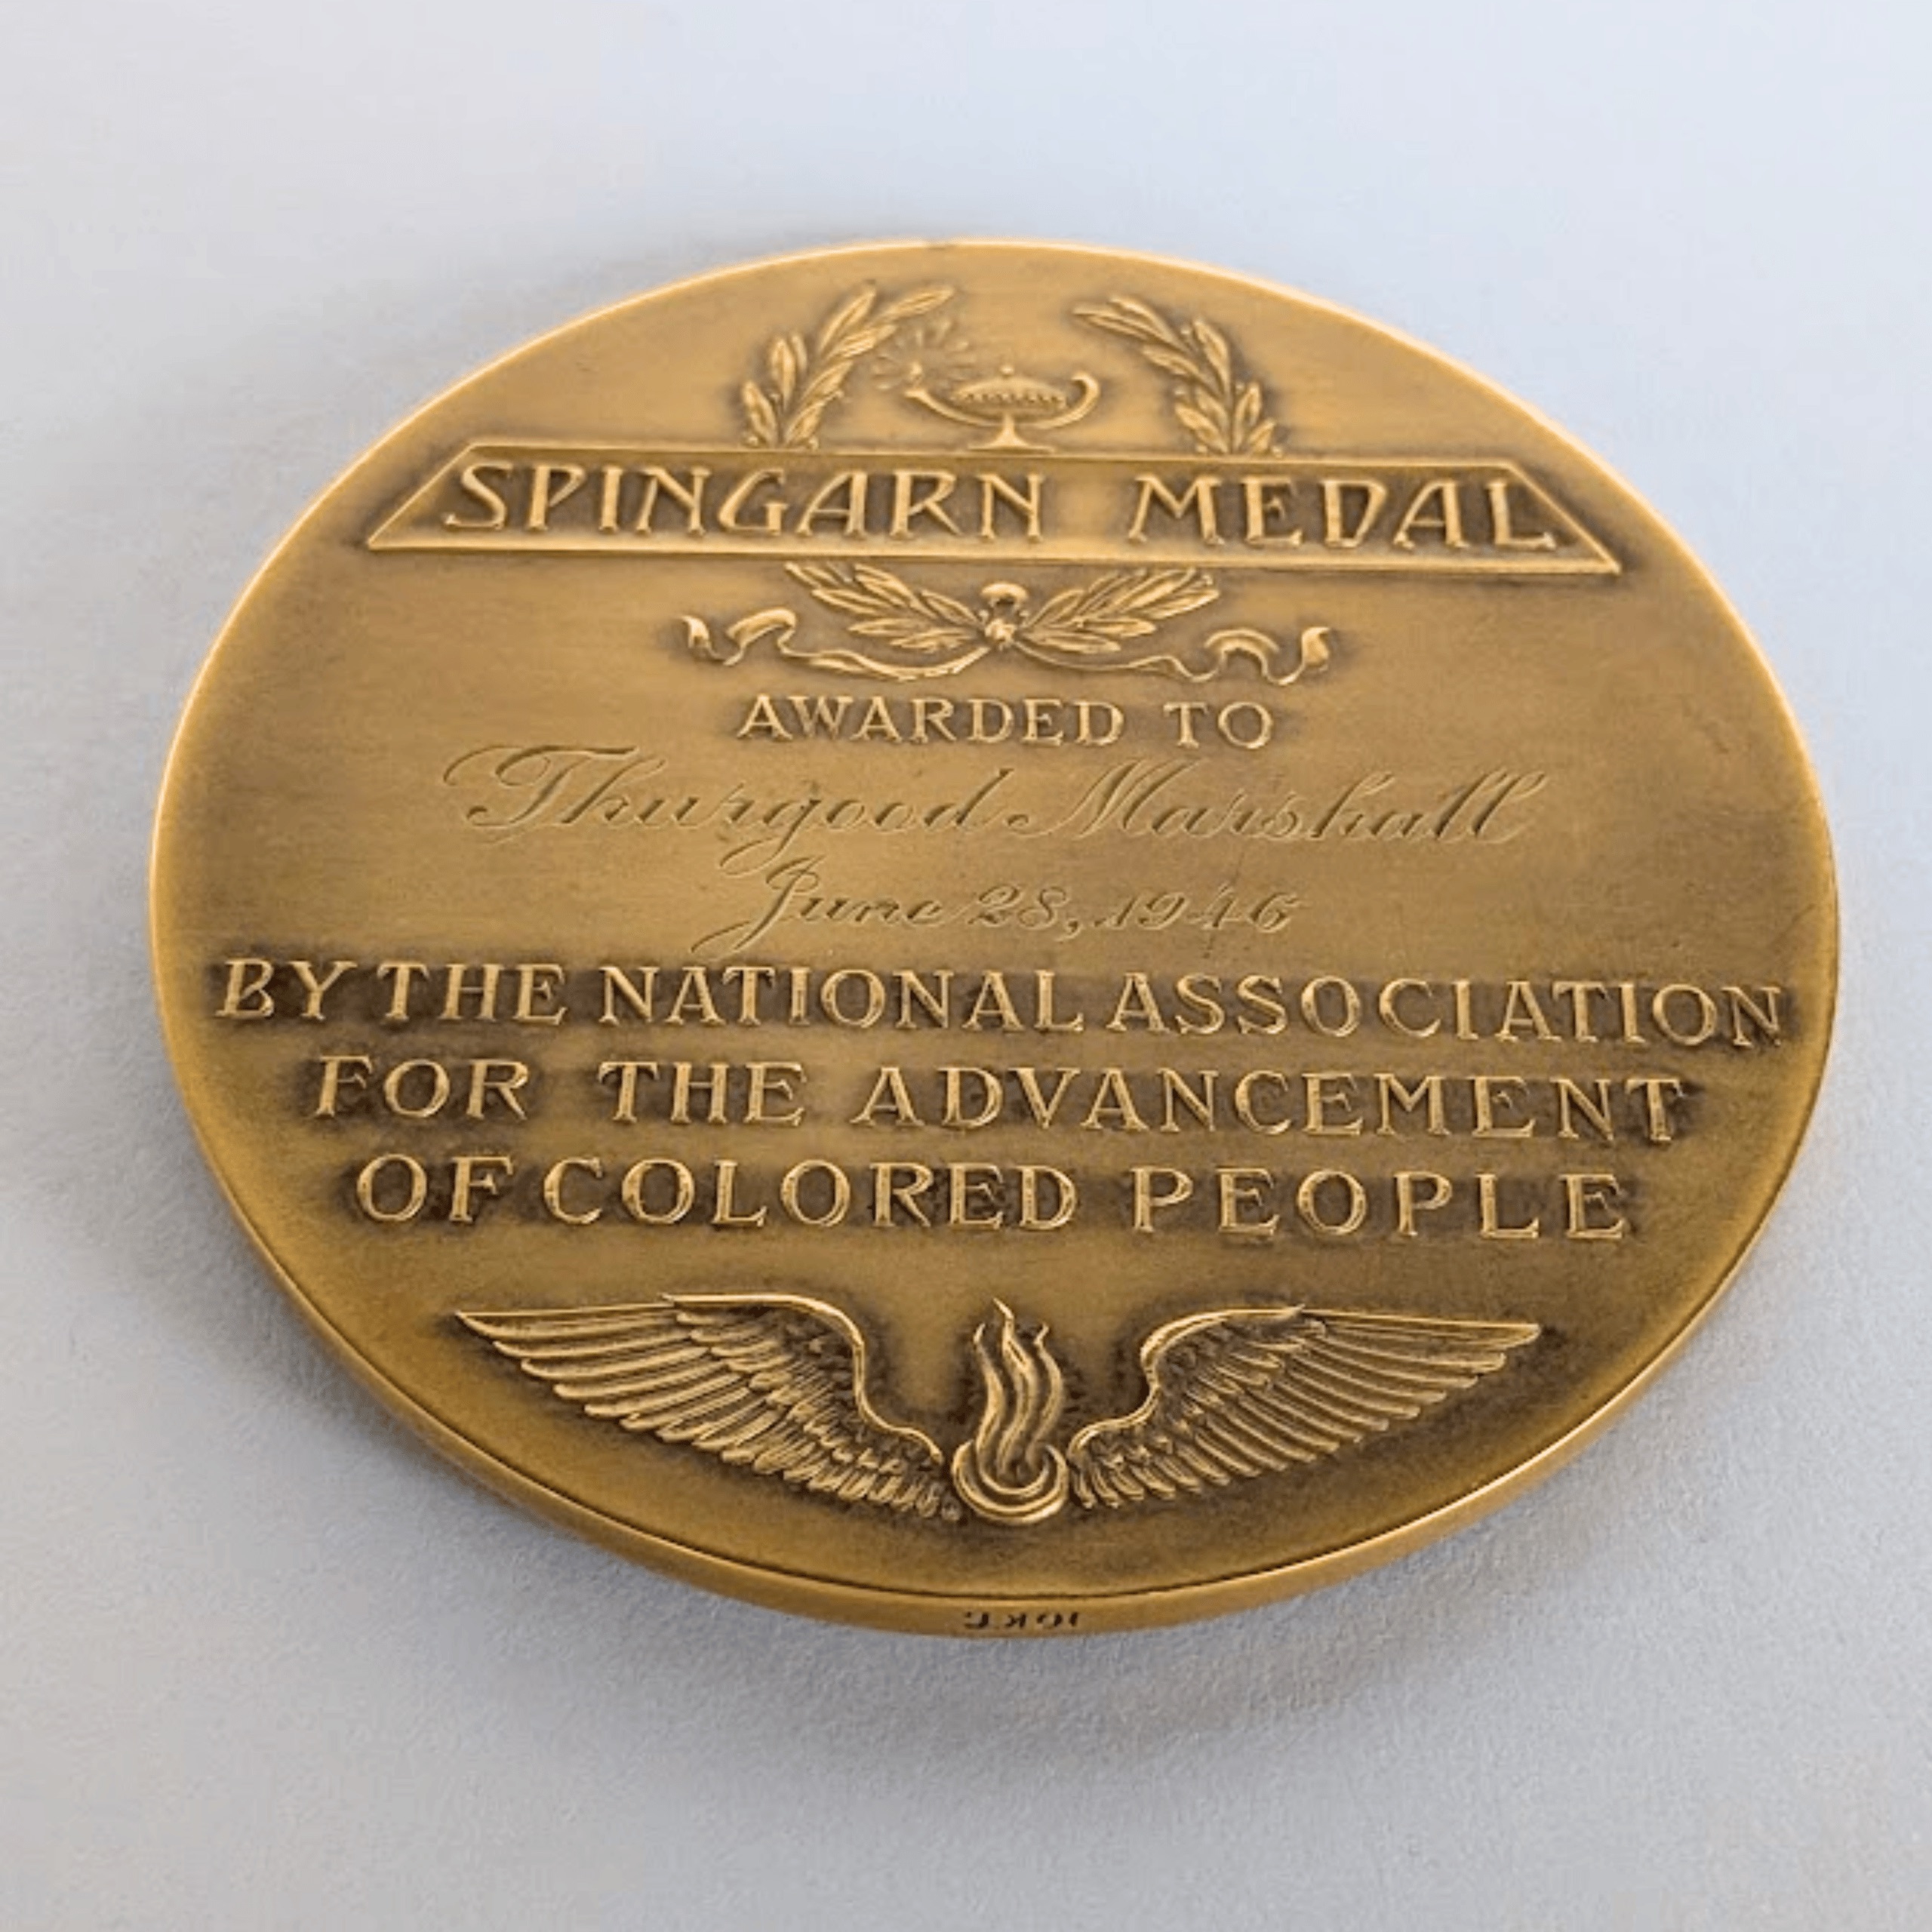 SPINGARN MEDAL
AWARDED TO
Thurgood Marshall
June 28, 1946
BY THE NATIONAL ASSOCIATION
FOR THE ADVANCEMENT
OF COLORED PEOPLE